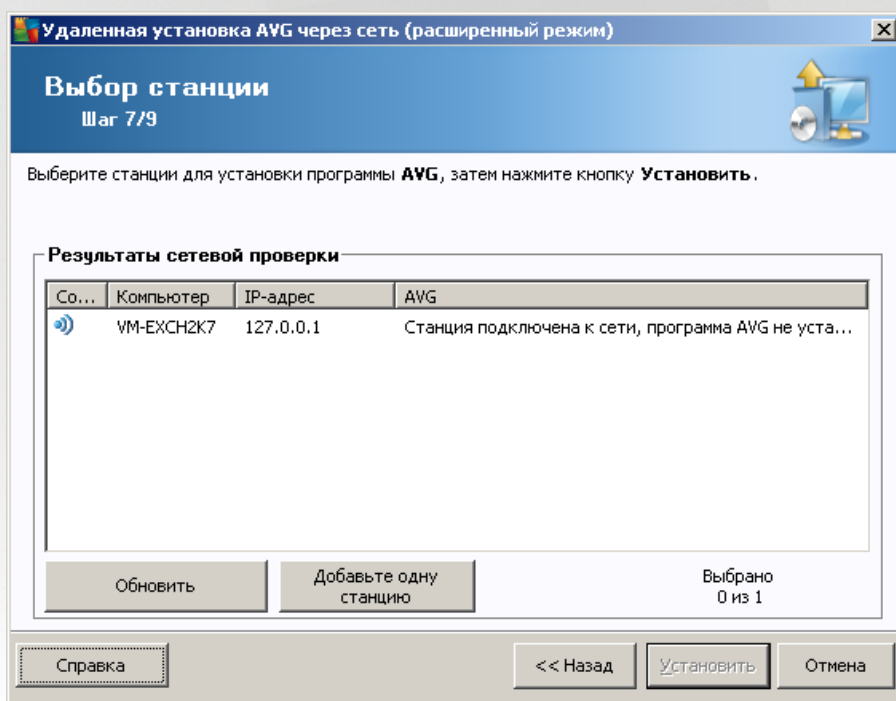 Удаленная установка AVG через сеть (расширенный режим)
Выбор станции
Шаг 7/9
Выберите станции для установки программы AVG, затем нажмите кнопку Установить.
Результаты сетевой проверки
Со... Компьютер IP-адрес AVG
VM-EXCH2K7 127.0.0.1 Станция подключена к сети, программа AVG не уста...
Обновить
Добавьте одну
станцию
Выбрано
0 из 1
Справка
<< Назад
Установить
Отмена